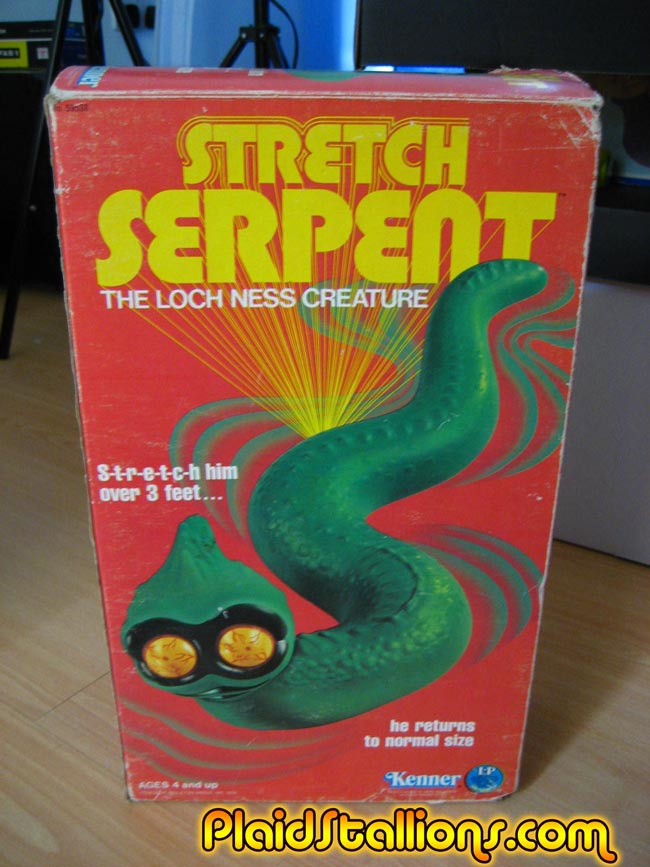 STRETCH
SERPENT
THE LOCH NESS CREATURE
S-t-r-e-t-c-h him
over 3 feet...
he returns
to normal size
Kenner
AGES 4 and up
PlaidStallions.com